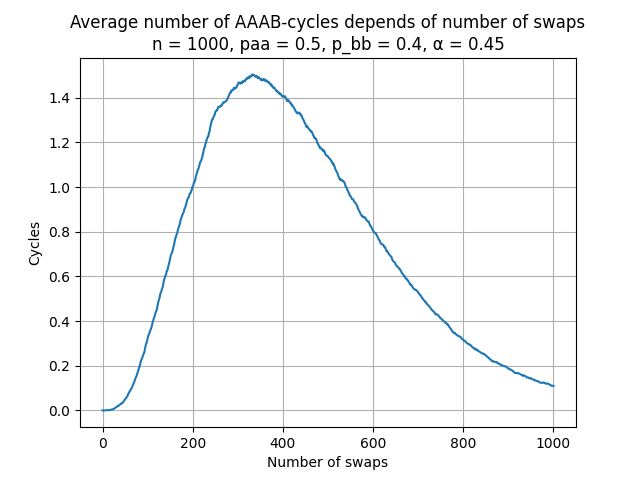 Average number of AAAB-cycles depends of number of swaps
n = 1000, paa = 0.5, p_bb = 0.4, α = 0.45
Cycles
1.4
1.2
1.0
0.8
0.6
0.4
0.2
0.0
0 200 400 600 800 1000
Number of swaps